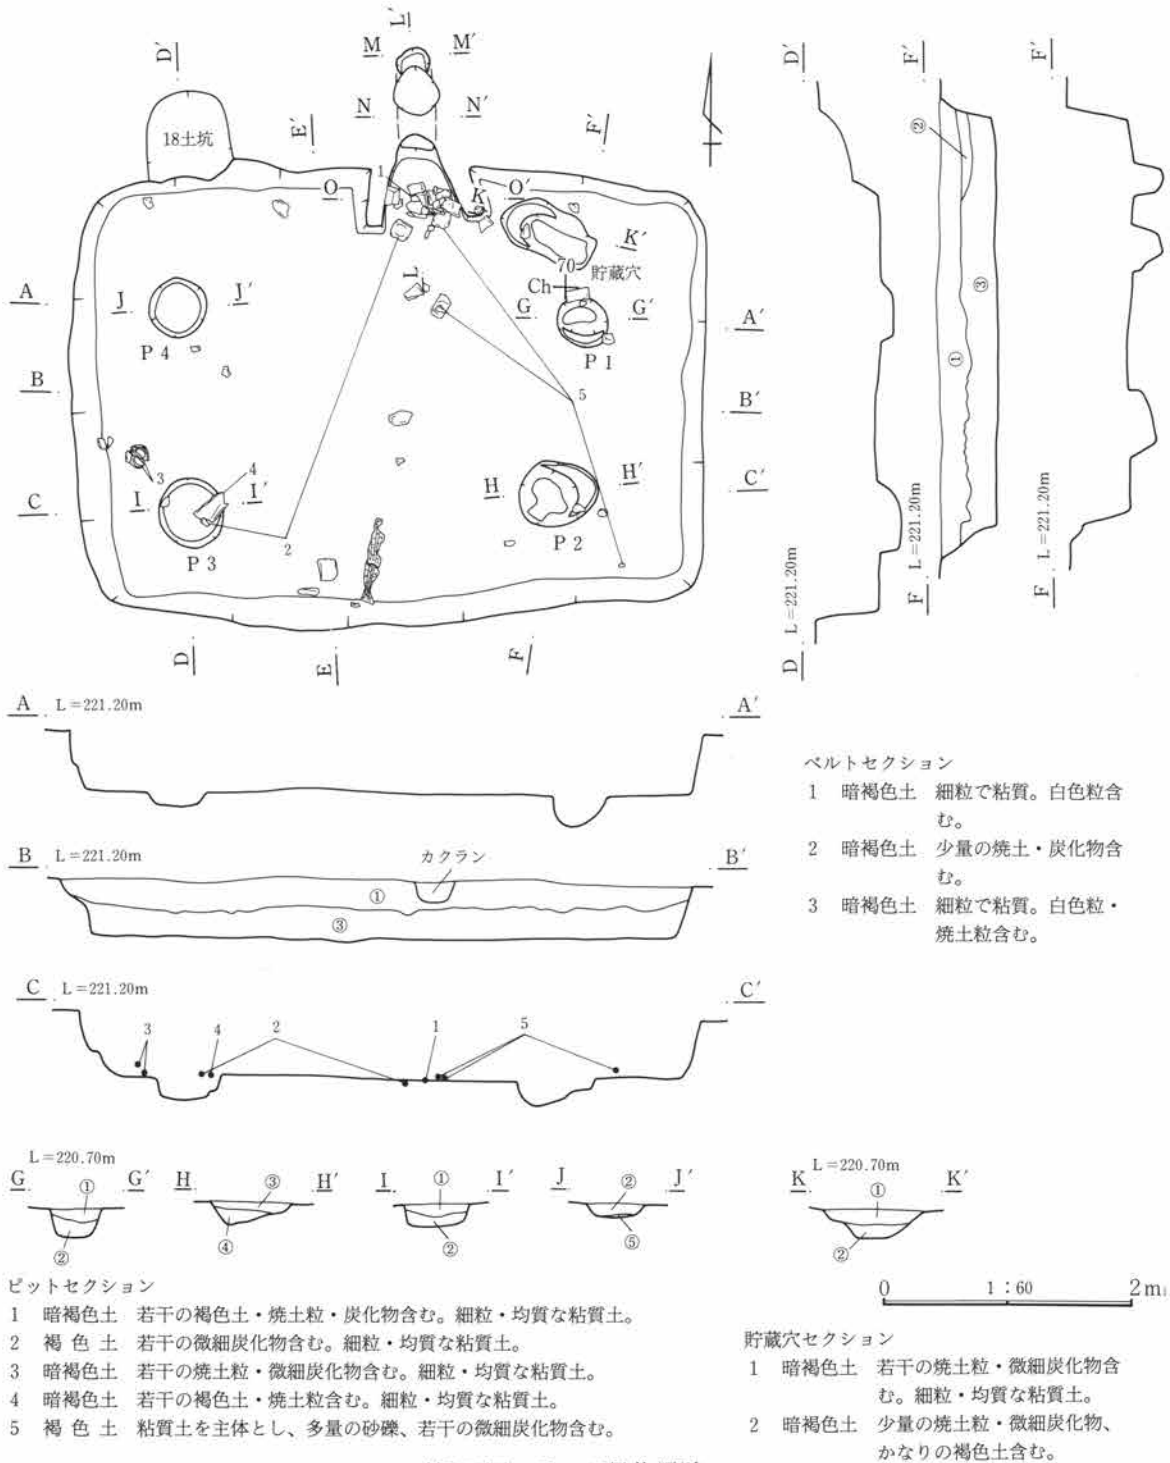 L′
M M′
D′
N N′
E′
F′
18土坑
1
O K O′
K′
70 貯蔵穴
L
Ch
A J J′ G G′ A′
P 4 P 1
B 5 B′
3 4
C I I′ H H′ C′
2
P 3 P 2
D E F
D′ F′ F′
②
③
①
L=221.20m
D
L=221.20m
F
L=221.20m
F
A L=221.20m A′
B L=221.20m カクラン B′
①
③
C L=221.20m C′
3 4 2 1 5
ベルトセクション
1 暗褐色土 細粒で粘質。白色粒含
む。
2 暗褐色土 少量の焼土・炭化物含
む。
3 暗褐色土 細粒で粘質。白色粒・
焼土粒含む。
L=220.70m
G ① G′ H ③ H′ I ① I′ J ② J′
② ④ ② ⑤
L=220.70m
K ① K′
②
0 1:60 2m
ピットセクション
1 暗褐色土 若干の褐色土・焼土粒・炭化物含む。細粒・均質な粘質土。
2 褐色土 若干の微細炭化物含む。細粒・均質な粘質土。
3 暗褐色土 若干の焼土粒・微細炭化物含む。細粒・均質な粘質土。
4 暗褐色土 若干の褐色土・焼土粒含む。細粒・均質な粘質土。
5 褐色土 粘質土を主体とし、多量の砂礫、若干の微細炭化物含む。
貯蔵穴セクション
1 暗褐色土 若干の焼土粒・微細炭化物含
む。細粒・均質な粘質土。
2 暗褐色土 少量の焼土粒・微細炭化物、
かなりの褐色土含む。